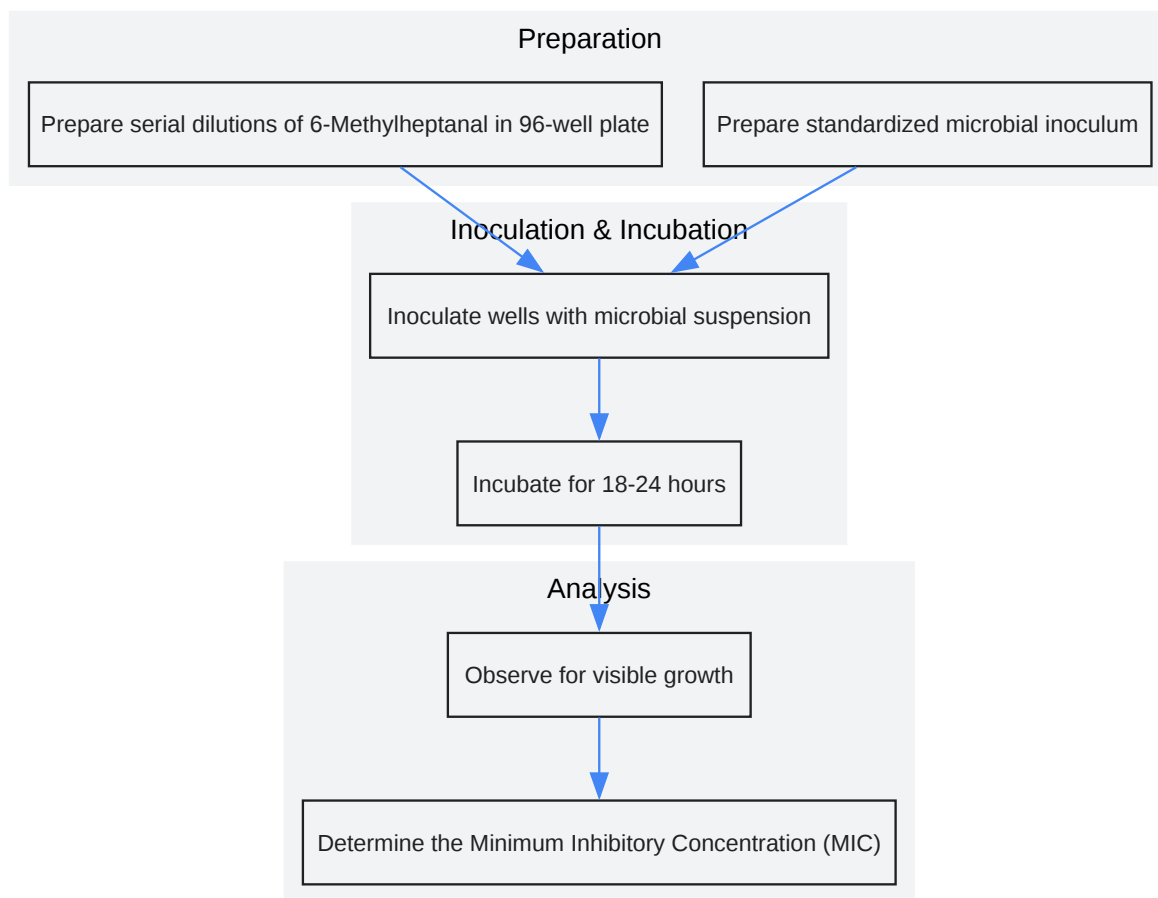 Preparation
Prepare serial dilutions of 6-Methylheptanal in 96-well plate
Prepare standardized microbial inoculum
Inoculation & Incubation
Inoculate wells with microbial suspension
Incubate for 18-24 hours
Analysis
Observe for visible growth
Determine the Minimum Inhibitory Concentration (MIC)